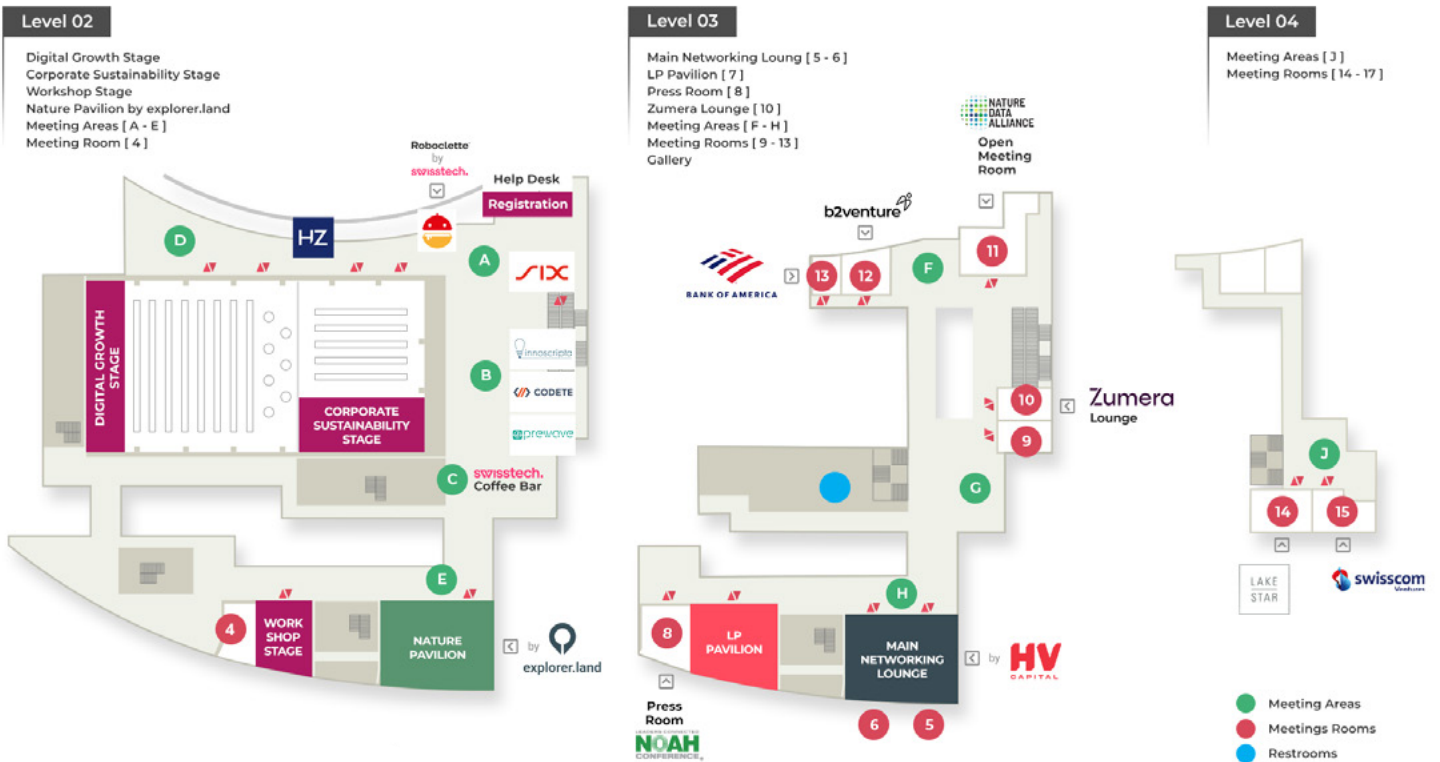 Level 02
Digital Growth Stage
Corporate Sustainability Stage
Workshop Stage
Nature Pavilion by explorer.land
Meeting Areas [ A - E ]
Meeting Room [ 4 ]
Roboclette
by
swisstech.
Help Desk
Registration
HZ
D
A
SIX
DIGITAL GROWTH
STAGE
B
innoscripta
CODETE
prewave
CORPORATE
SUSTAINABILITY
STAGE
C
swisstech.
Coffee Bar
E
4
WORK
SHOP
STAGE
NATURE
PAVILION
by
explorer.land
Level 03
Main Networking Loung [ 5 - 6 ]
LP Pavilion [ 7 ]
Press Room [ 8 ]
Zumera Lounge [ 10 ]
Meeting Areas [ F - H ]
Meeting Rooms [ 9 - 13 ]
Gallery
NATURE
DATA
ALLIANCE
Open
Meeting
Room
b2venture
BANK OF AMERICA
13
12
F
11
10
Zumera
Lounge
9
G
H
8
LP
PAVILION
MAIN
NETWORKING
LOUNGE
by
HV
CAPITAL
Press
Room
LEADERS CONNECTED
NOAH
CONFERENCE
6
5
Level 04
Meeting Areas [ J ]
Meeting Rooms [ 14 - 17 ]
J
14
15
LAKE
STAR
swisscom
Ventures
Meeting Areas
Meetings Rooms
Restrooms